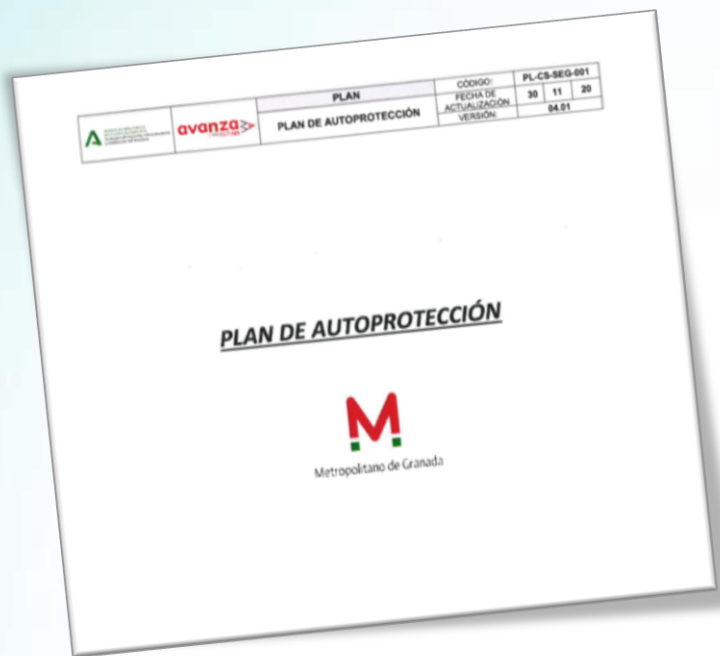 PLAN
PLAN DE AUTOPROTECCIÓN
CÓDIGO: PL-CS-SEG-001
FECHA DE ACTUALIZACIÓN 30 11 20
VERSIÓN: 04.01
avanza
PLAN DE AUTOPROTECCIÓN
M
Metropolitano de Granada